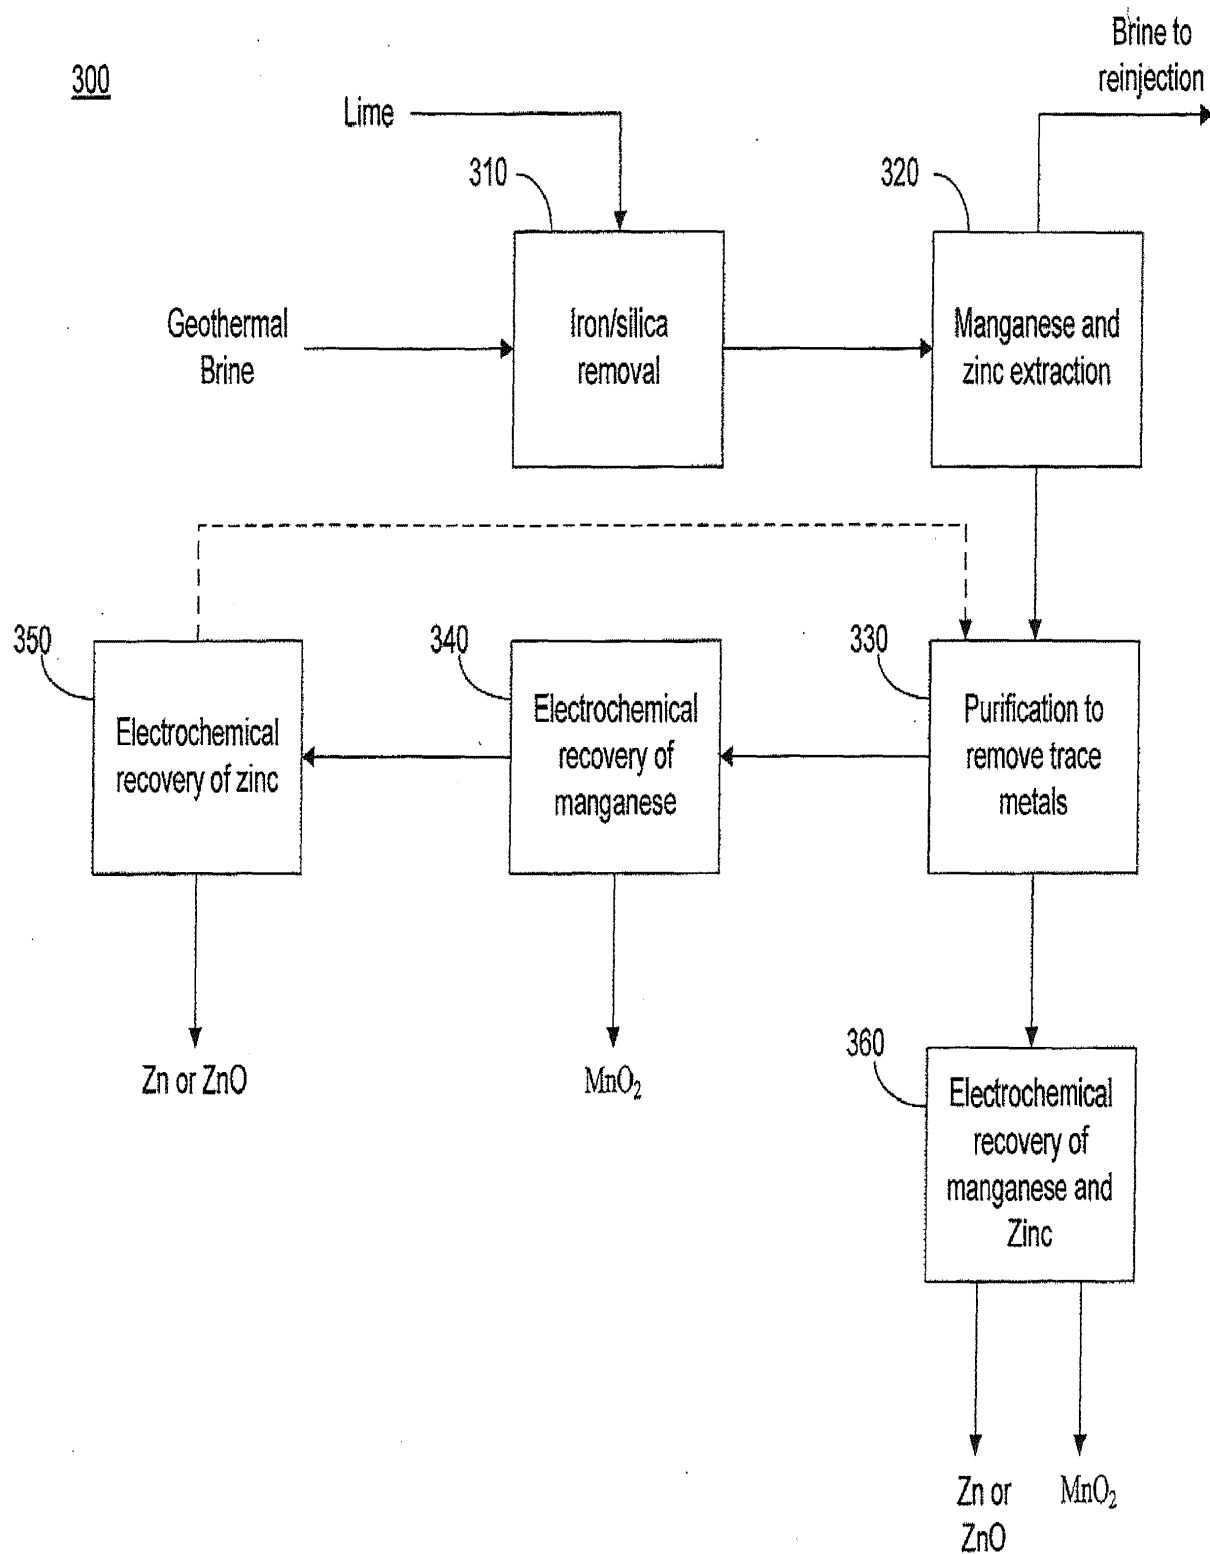 Brine to
reinjection
300
Lime
310
320
Geothermal
Brine
Iron/silica
removal
Manganese and
zinc extraction
350
340
330
Electrochemical
recovery of zinc
Electrochemical
recovery of
manganese
Purification to
remove trace
metals
Zn or ZnO
MnO₂
360
Electrochemical
recovery of
manganese and
Zinc
Zn or
ZnO
MnO₂